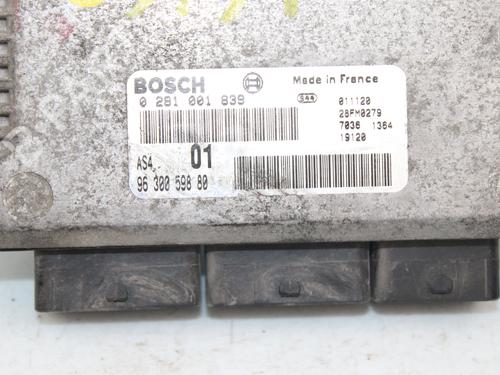 BOSCH
Made in France
0 281 001 839
S44
011120
28FM0279
7036 1364
19120
AS4..
01
96 300 598 80